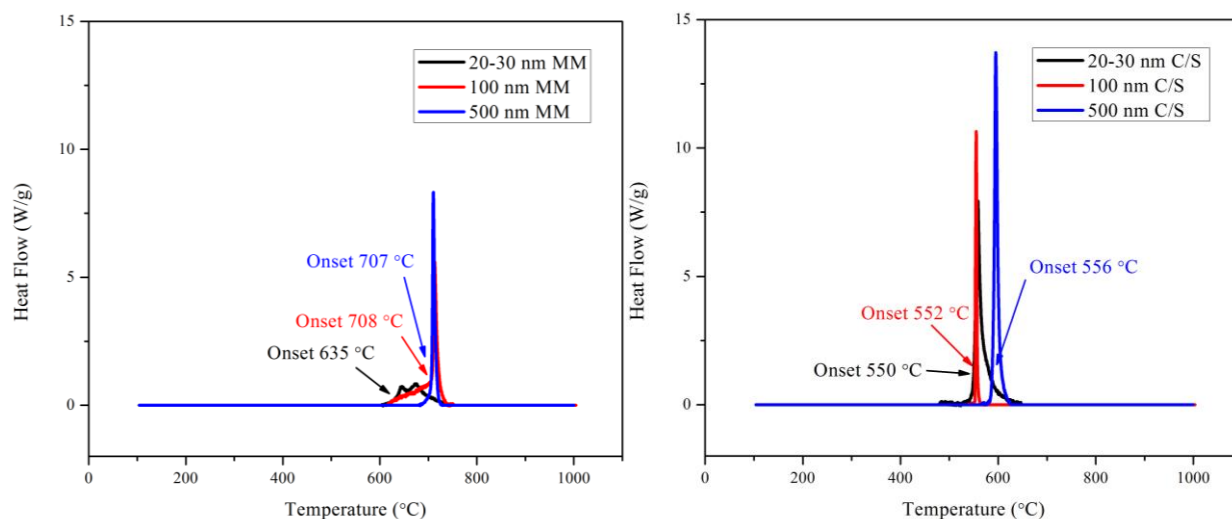 15
10
5
0
Heat Flow (W/g)
20-30 nm MM
100 nm MM
500 nm MM
Onset 707 °C
Onset 708 °C
Onset 635 °C
0 200 400 600 800 1000
Temperature (°C)
15
10
5
0
Heat Flow (W/g)
20-30 nm C/S
100 nm C/S
500 nm C/S
Onset 556 °C
Onset 552 °C
Onset 550 °C
0 200 400 600 800 1000
Temperature (°C)